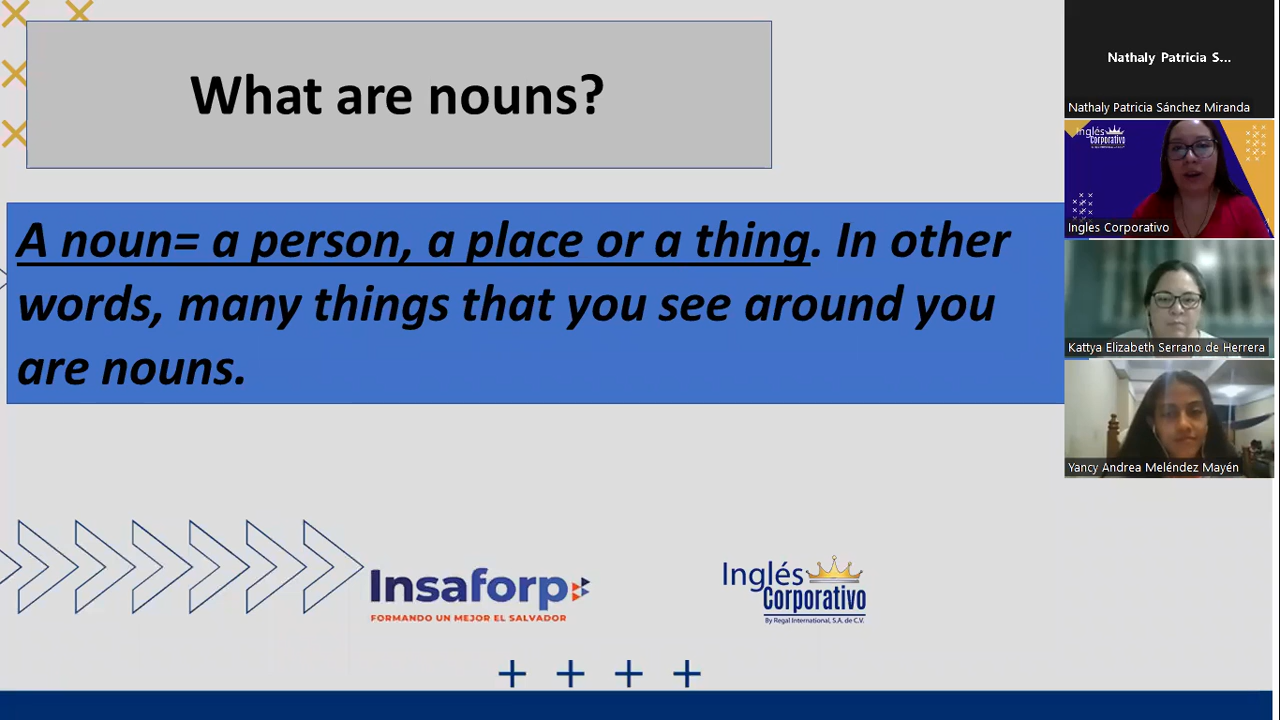 What are nouns?
A noun= a person, a place or a thing. In other
words, many things that you see around you
are nouns.
Insaforp
FORMANDO UN MEJOR EL SALVADOR
Inglés
Corporativo
By Regal International, S.A. de C.V.
Nathaly Patricia S...
Nathaly Patricia Sánchez Miranda
Inglés
Corporativo
Ingles Corporativo
Kattya Elizabeth Serrano de Herrera
Yancy Andrea Meléndez Mayén